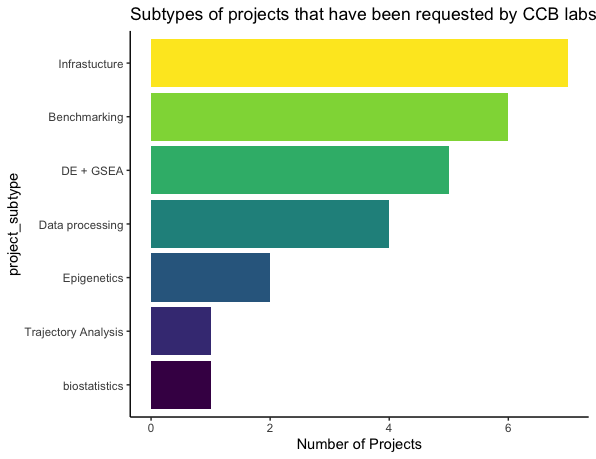 Subtypes of projects that have been requested by CCB labs
project_subtype
Infrastucture
Benchmarking
DE + GSEA
Data processing
Epigenetics
Trajectory Analysis
biostatistics
0 2 4 6
Number of Projects